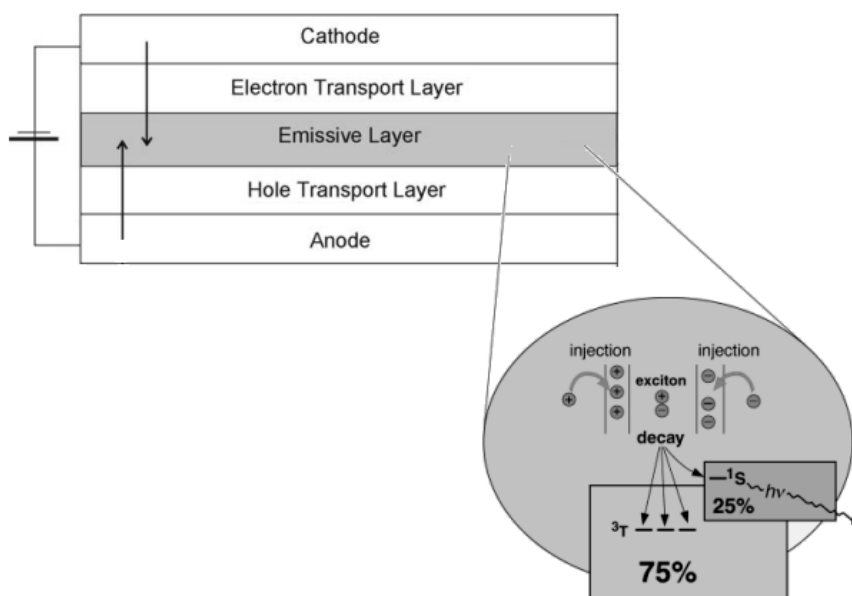 Cathode
Electron Transport Layer
Emissive Layer
Hole Transport Layer
Anode
injection
injection
exciton
decay
¹S
hν
25%
³T
75%